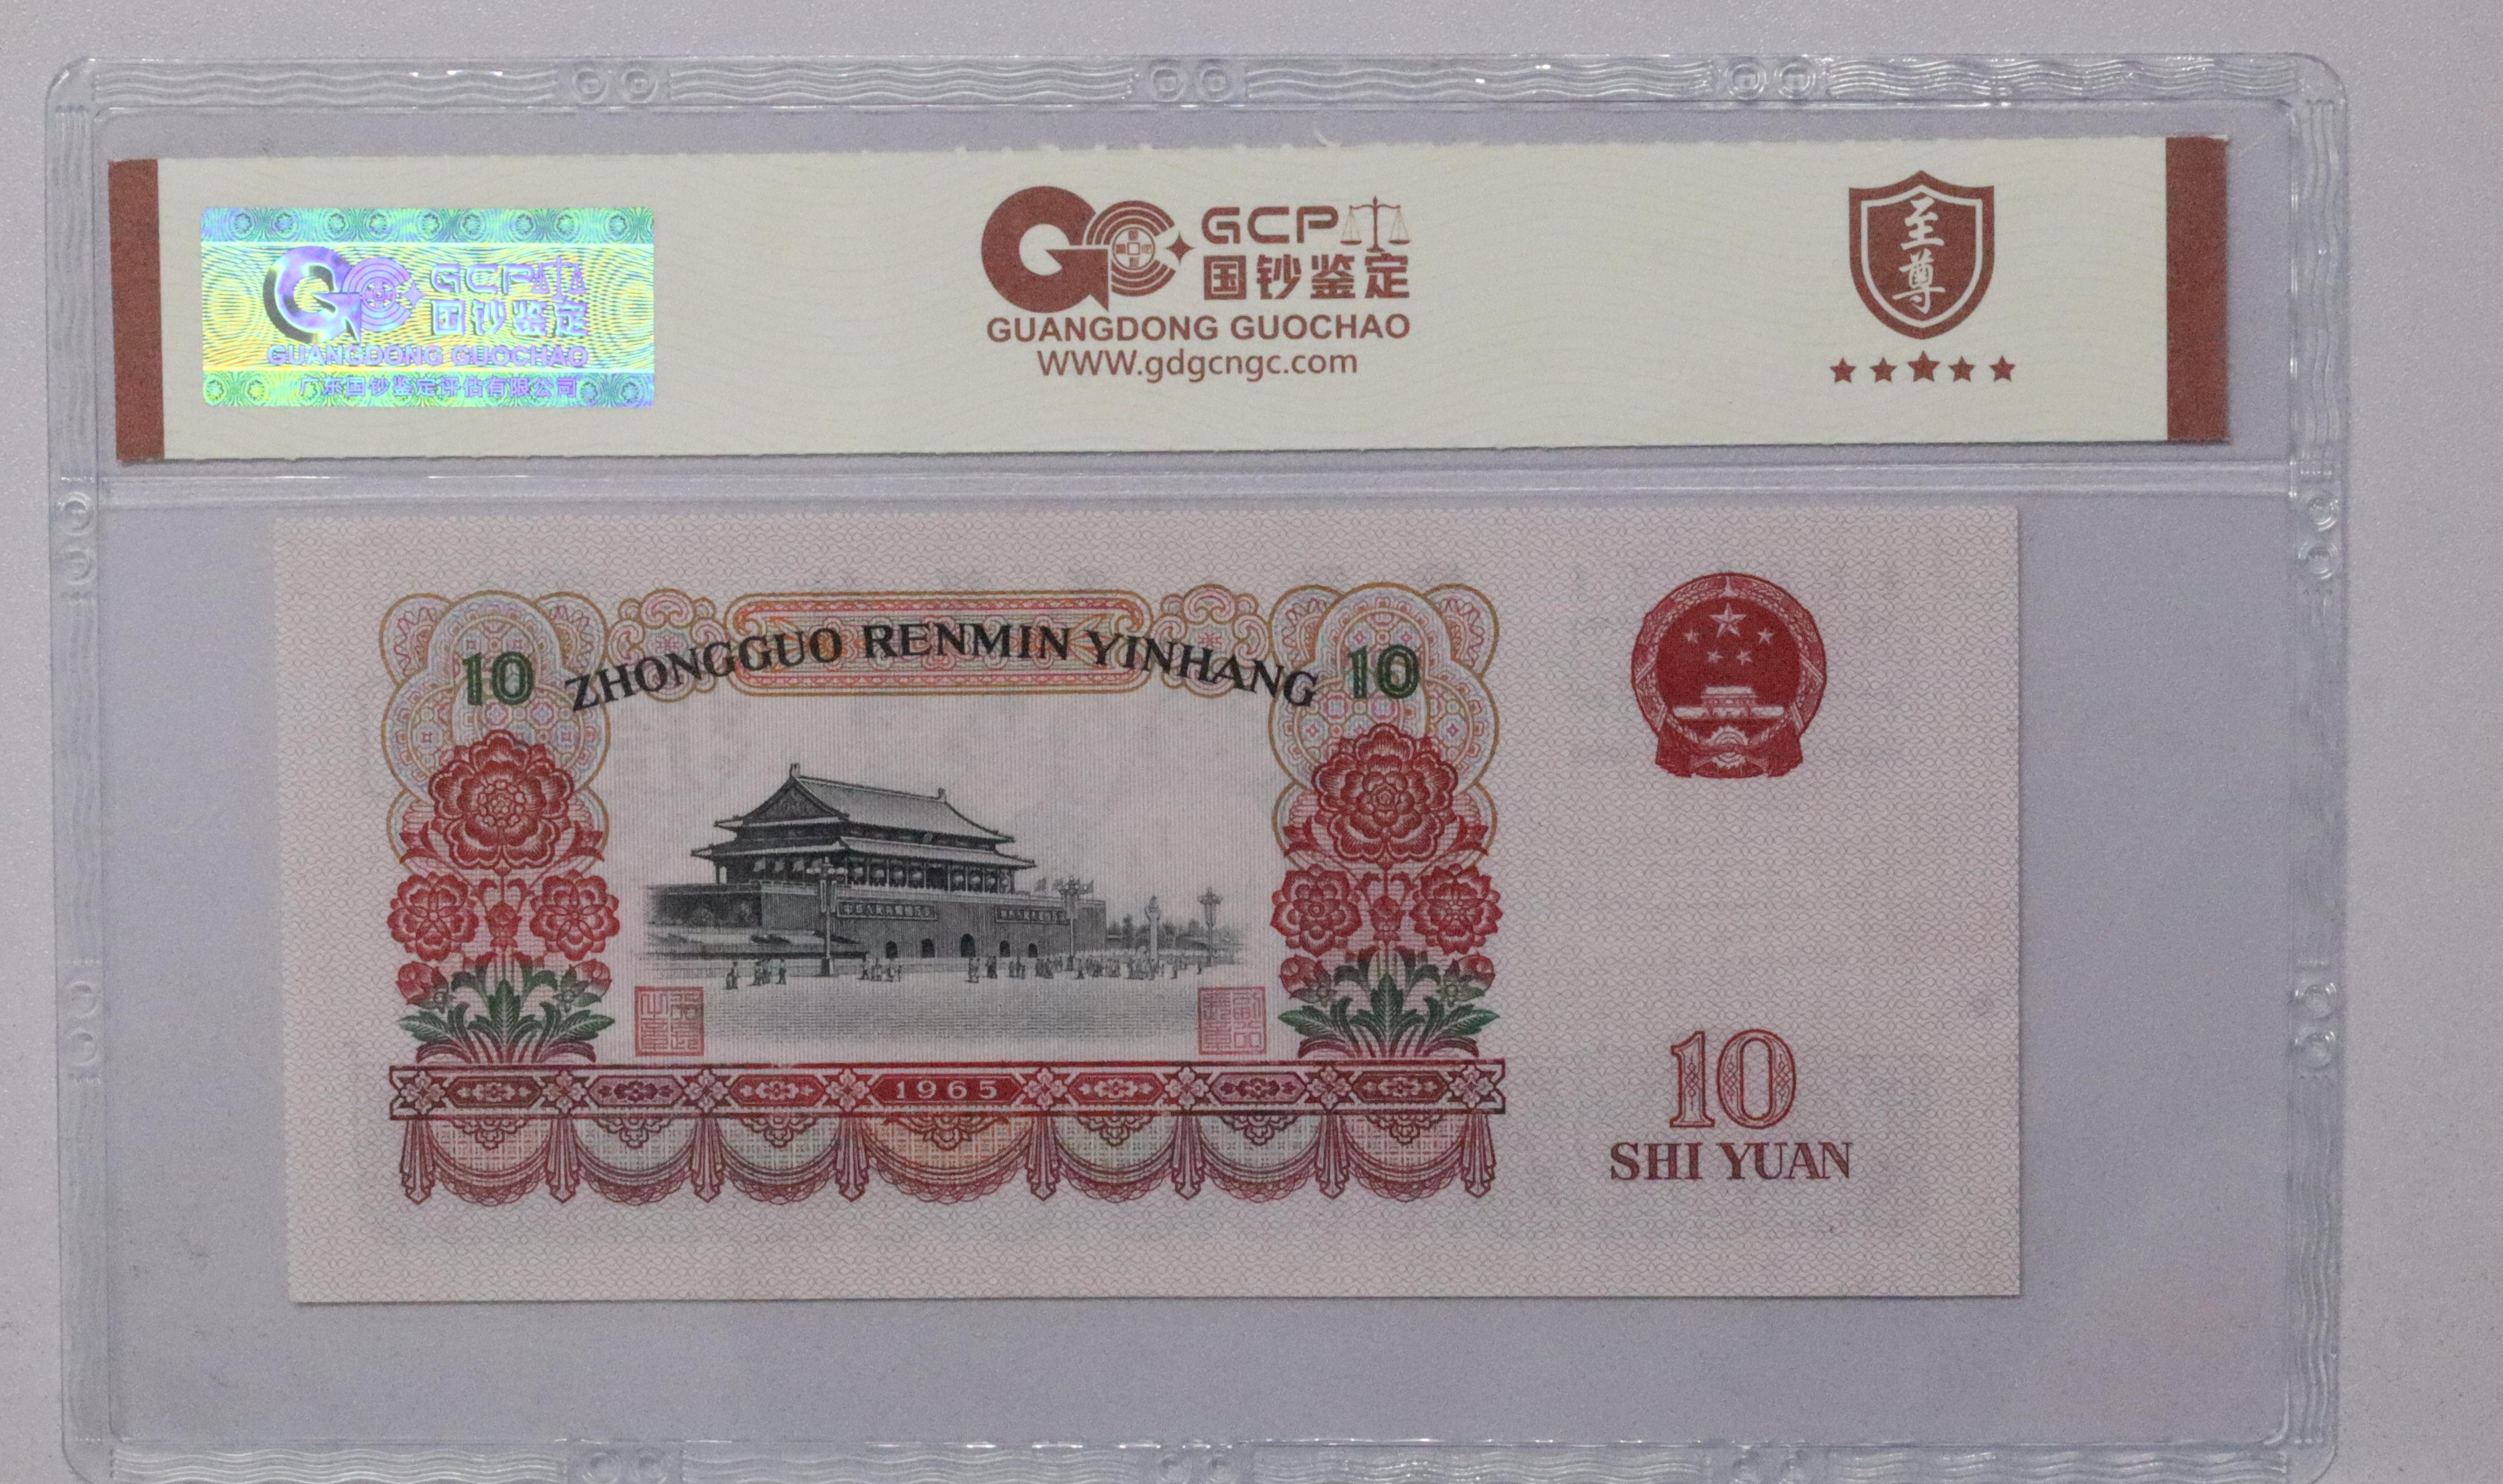 GCP
国钞鉴定
GUANGDONG GUOCHAO
广东国钞鉴定评估有限公司
GCP
国钞鉴定
GUANGDONG GUOCHAO
WWW.gdgcngc.com
至尊
10 ZHONGGUO RENMIN YINHANG 10
1965
10
SHI YUAN